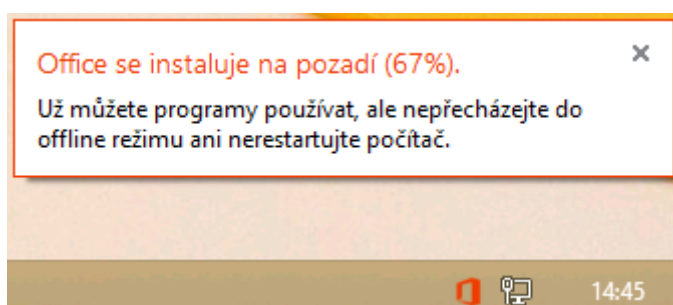 Office se instaluje na pozadí (67%).
Už můžete programy používat, ale nepřecházejte do
offline režimu ani nerestartujte počítač.
14:45